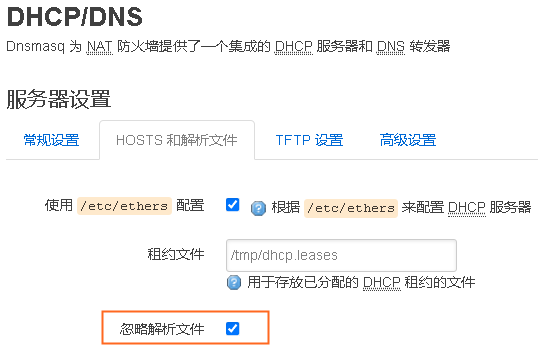 DHCP/DNS
Dnsmasq 为 NAT 防火墙提供了一个集成的 DHCP 服务器和 DNS 转发器
服务器设置
常规设置 HOSTS 和解析文件 TFTP 设置 高级设置
使用 /etc/ethers 配置 根据 /etc/ethers 来配置 DHCP 服务器
租约文件 /tmp/dhcp.leases
用于存放已分配的 DHCP 租约的文件
忽略解析文件